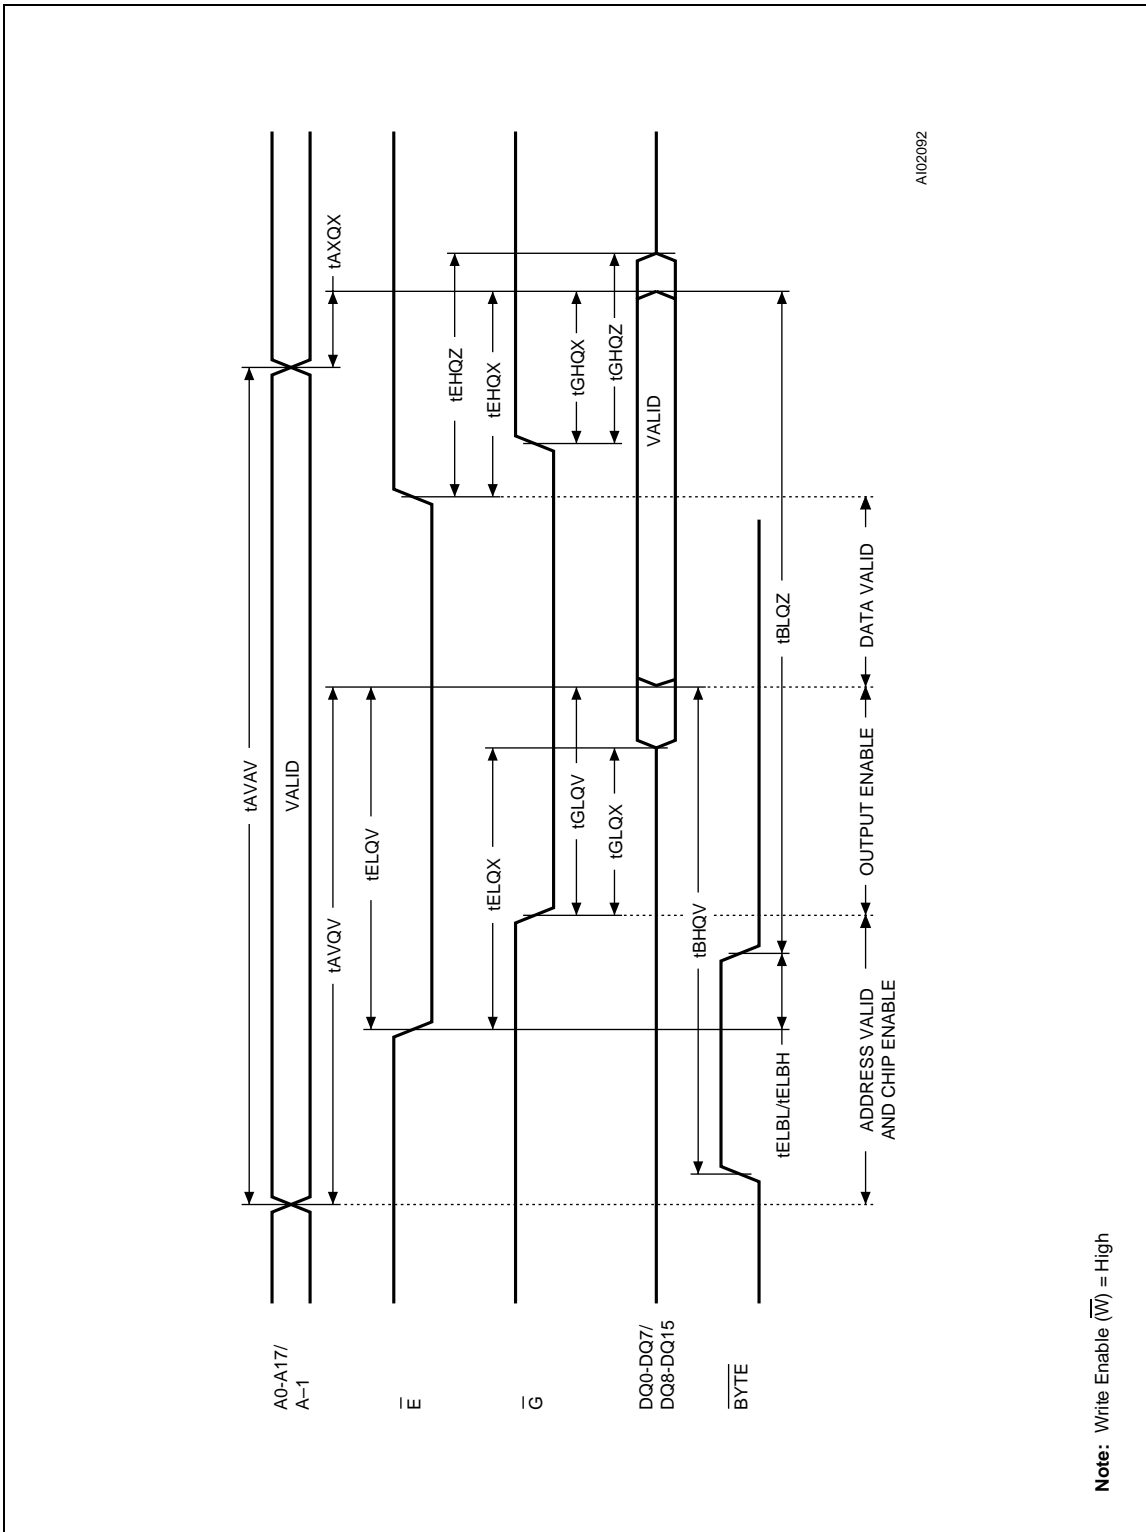 A0-A17/
A–1
tAVAV
VALID
tAVQV
tAXQX
E
tELQV
tEHQZ
tELQX
tEHQX
G
tGLQV
tGHQX
tGLQX
tGHQZ
DQ0-DQ7/
DQ8-DQ15
VALID
tBHQV
BYTE
tELBL/tELBH
tBLQZ
ADDRESS VALID
AND CHIP ENABLE
OUTPUT ENABLE
DATA VALID
AI02092
Note: Write Enable (W) = High